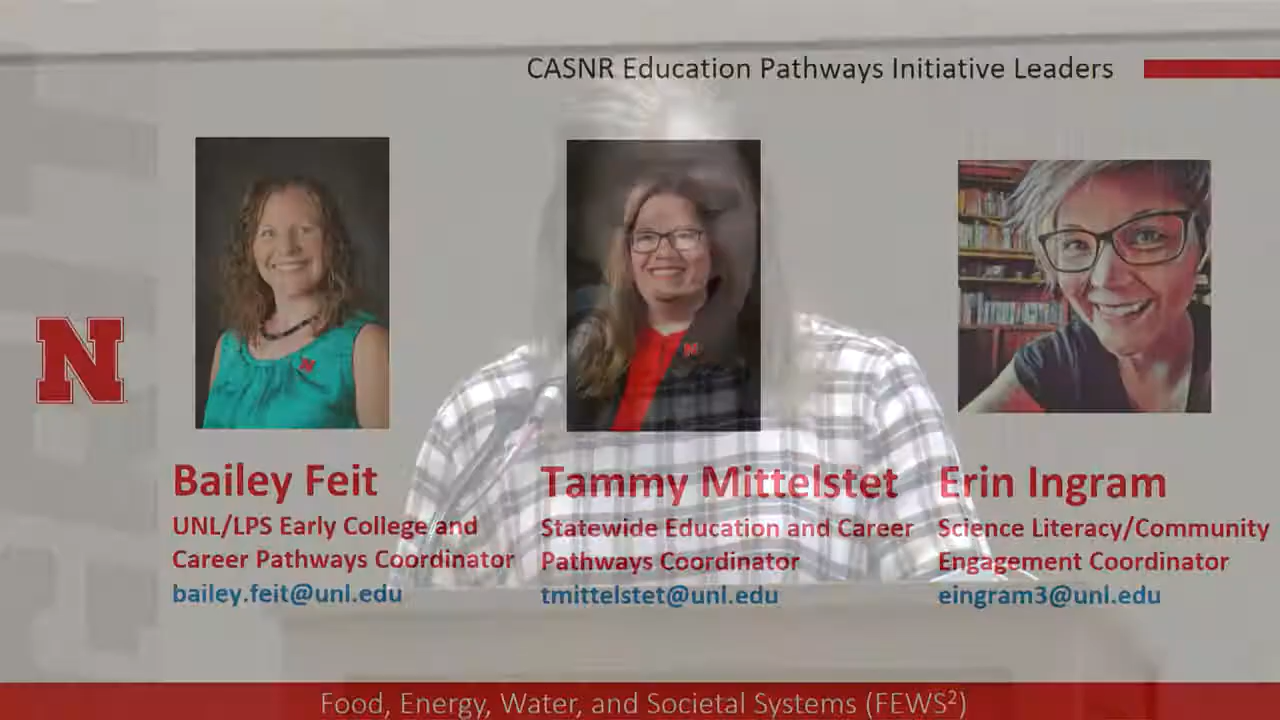 CASNR Education Pathways Initiative Leaders
N
Bailey Feit
UNL/LPS Early College and
Career Pathways Coordinator
bailey.feit@unl.edu
Tammy Mittelstet
Statewide Education and Career
Pathways Coordinator
tmittelstet@unl.edu
Erin Ingram
Science Literacy/Community
Engagement Coordinator
eingram3@unl.edu
Food, Energy, Water, and Societal Systems (FEWS²)